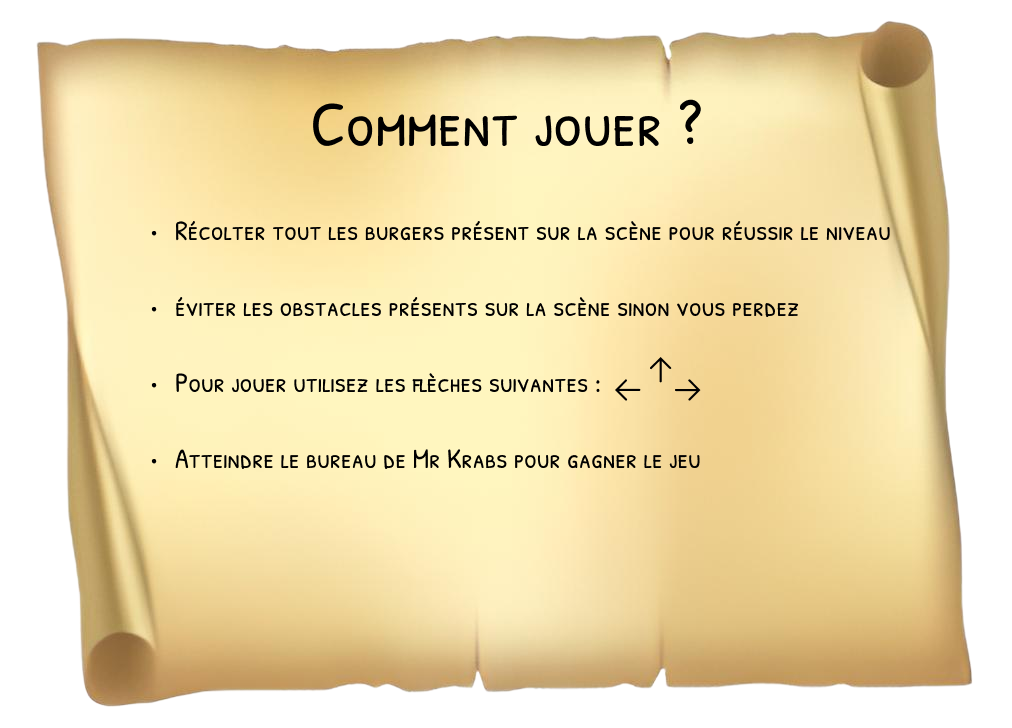 Comment jouer ?
• Récolter tout les burgers présent sur la scène pour réussir le niveau
• éviter les obstacles présents sur la scène sinon vous perdez
• Pour jouer utilisez les flèches suivantes : ← ↑ →
• Atteindre le bureau de Mr Krabs pour gagner le jeu